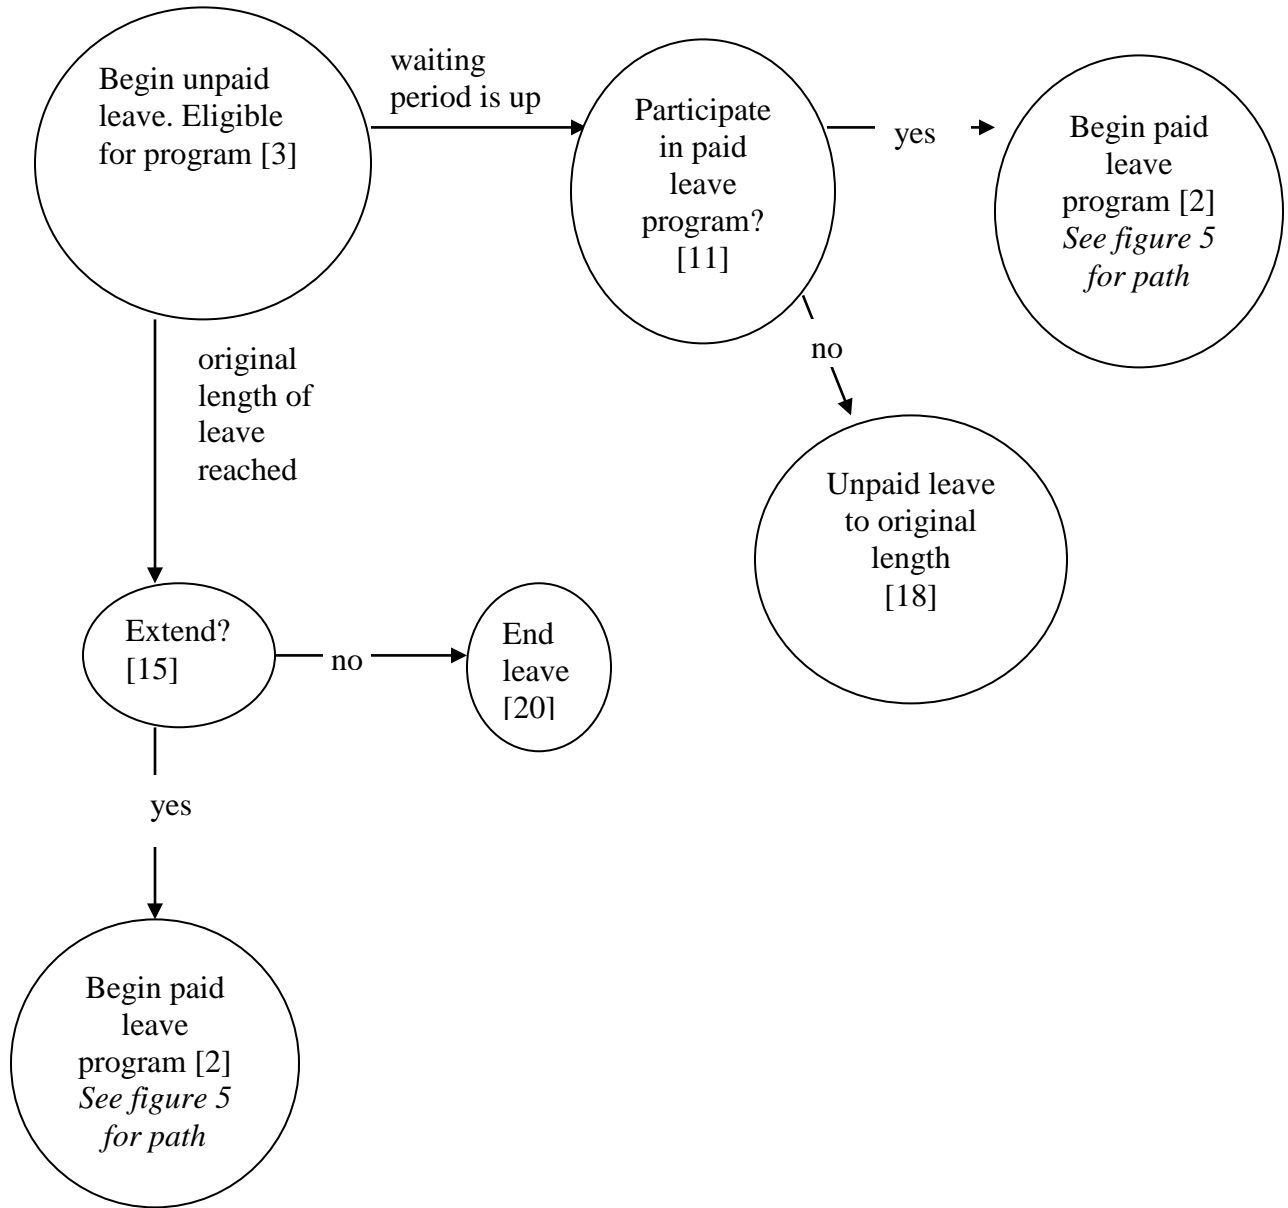 Begin unpaid
leave. Eligible
for program [3]
waiting
period is up
Participate
in paid
leave
program?
[11]
yes
Begin paid
leave
program [2]
See figure 5
for path
no
Unpaid leave
to original
length
[18]
original
length of
leave
reached
Extend?
[15]
no
End
leave
[20]
yes
Begin paid
leave
program [2]
See figure 5
for path